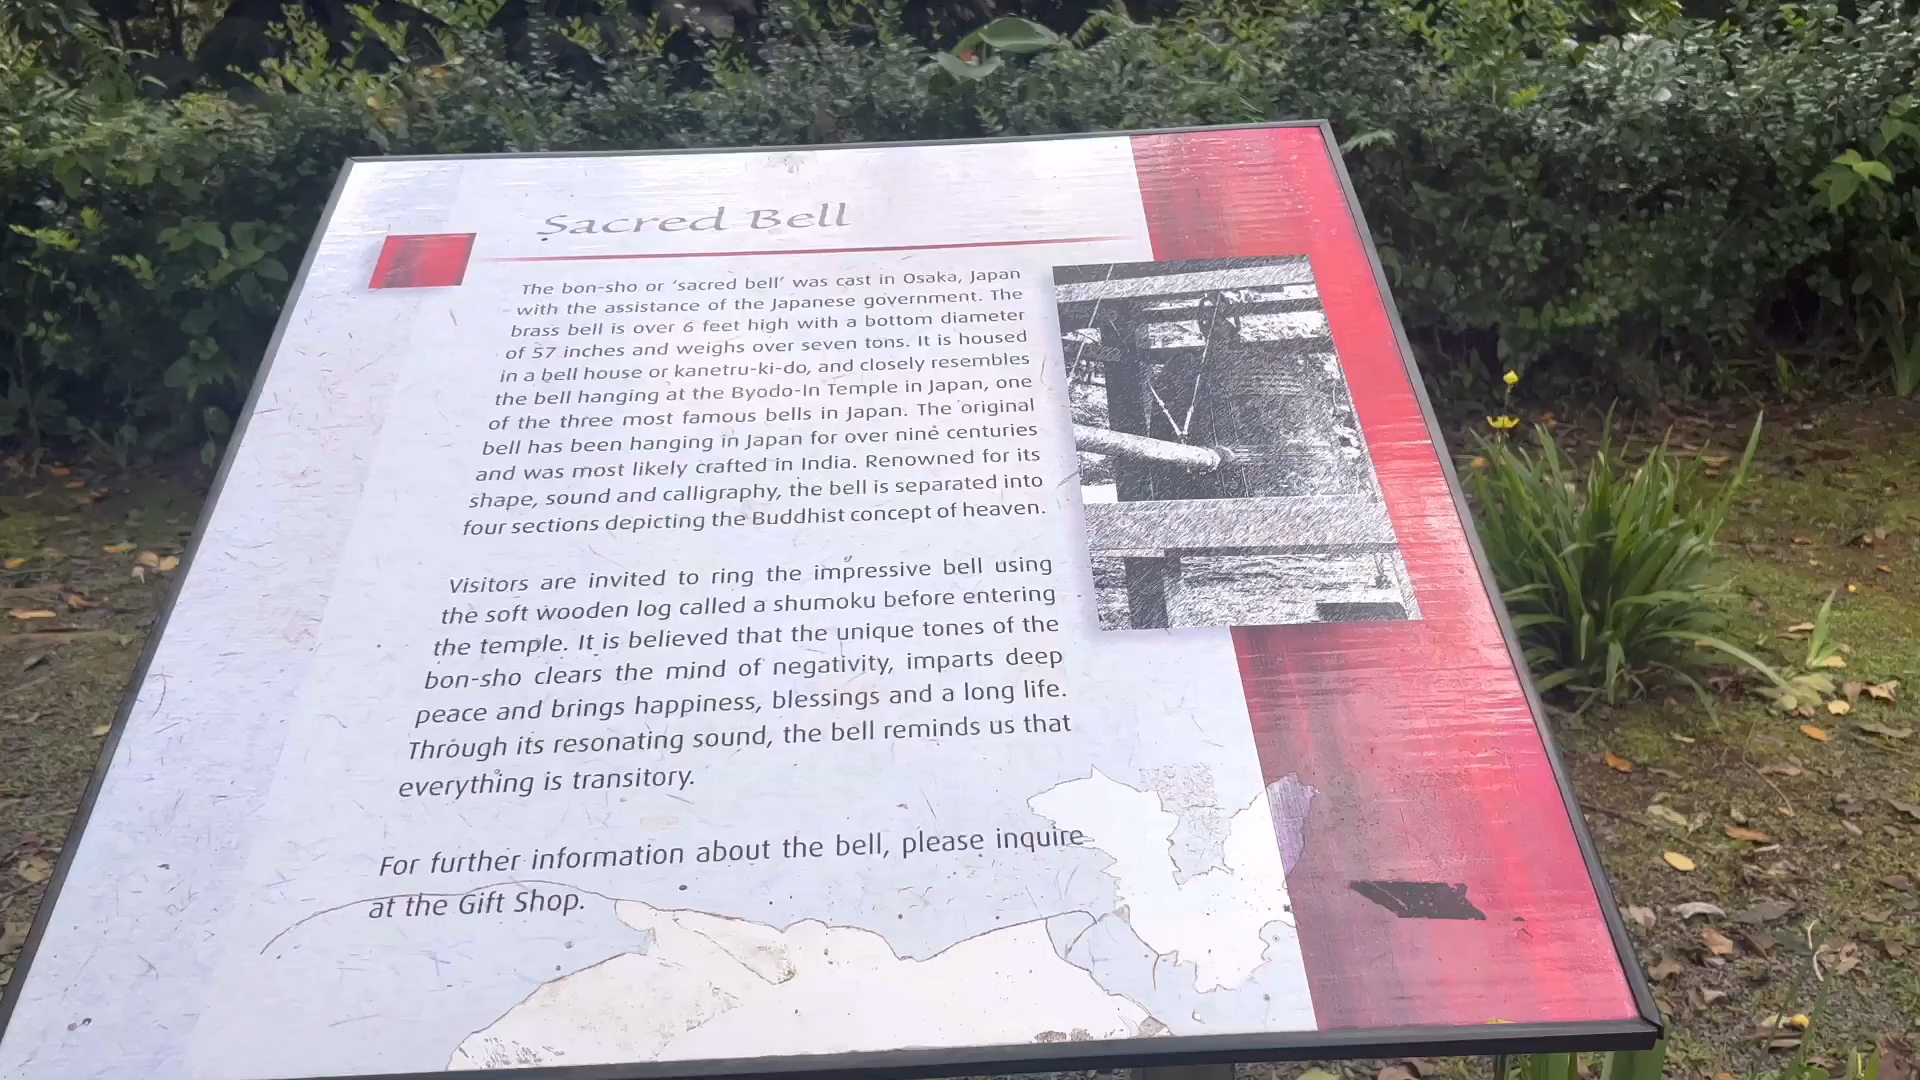 Sacred Bell
The bon-sho or 'sacred bell' was cast in Osaka, Japan
with the assistance of the Japanese government. The
brass bell is over 6 feet high with a bottom diameter
of 57 inches and weighs over seven tons. It is housed
in a bell house or kanetru-ki-do, and closely resembles
the bell hanging at the Byodo-In Temple in Japan, one
of the three most famous bells in Japan. The original
bell has been hanging in Japan for over nine centuries
and was most likely crafted in India. Renowned for its
shape, sound and calligraphy, the bell is separated into
four sections depicting the Buddhist concept of heaven.
Visitors are invited to ring the impressive bell using
the soft wooden log called a shumoku before entering
the temple. It is believed that the unique tones of the
bon-sho clears the mind of negativity, imparts deep
peace and brings happiness, blessings and a long life.
Through its resonating sound, the bell reminds us that
everything is transitory.
For further information about the bell, please inquire
at the Gift Shop.